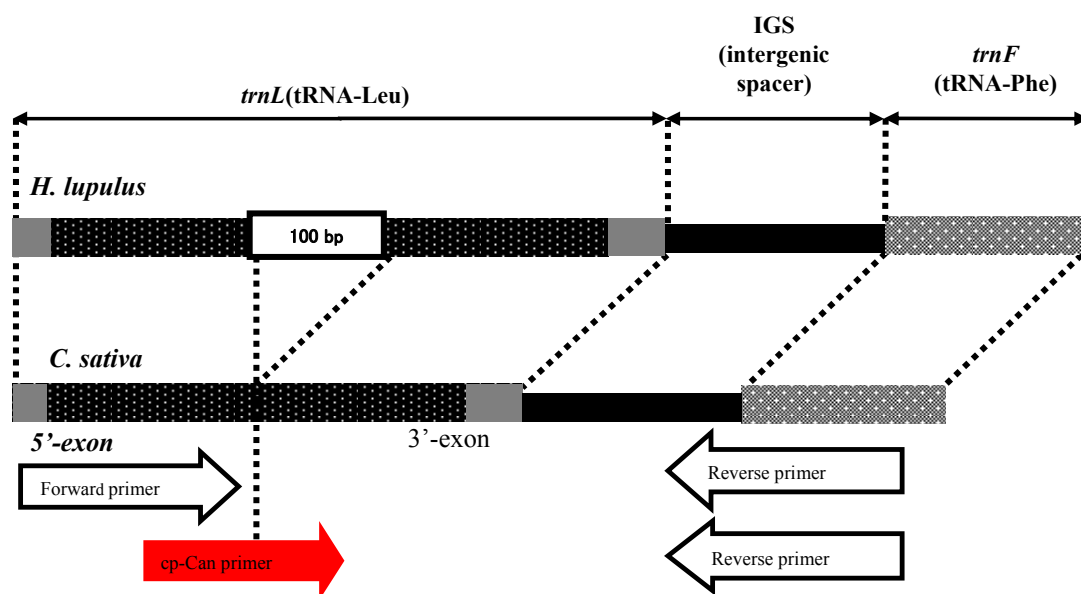 IGS
(intergenic
spacer)
trnF
(tRNA-Phe)
trnL(tRNA-Leu)
H. lupulus
100 bp
C. sativa
5’-exon
3’-exon
Forward primer
Reverse primer
cp-Can primer
Reverse primer